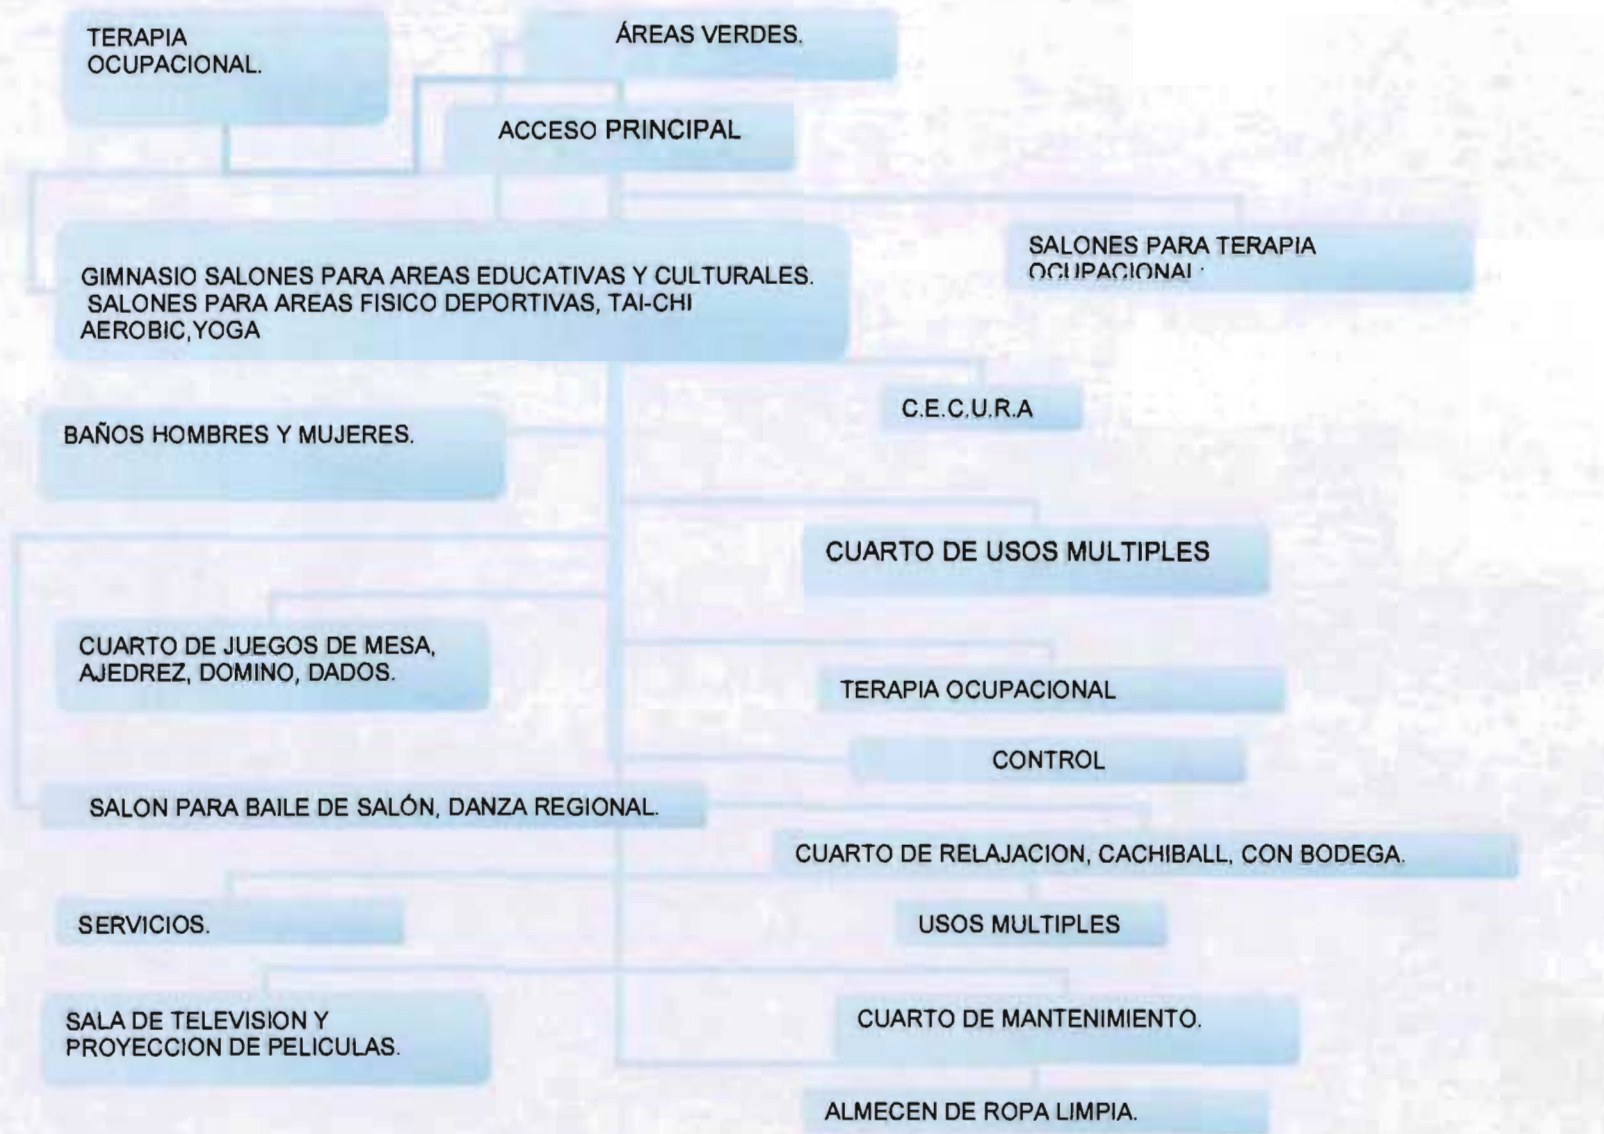 TERAPIA
OCUPACIONAL.
ÁREAS VERDES.
ACCESO PRINCIPAL
GIMNASIO SALONES PARA AREAS EDUCATIVAS Y CULTURALES.
SALONES PARA AREAS FISICO DEPORTIVAS, TAI-CHI
AEROBIC,YOGA
SALONES PARA TERAPIA
OCUPACIONAL
C.E.C.U.R.A
BAÑOS HOMBRES Y MUJERES.
CUARTO DE USOS MULTIPLES
CUARTO DE JUEGOS DE MESA,
AJEDREZ, DOMINO, DADOS.
TERAPIA OCUPACIONAL
CONTROL
SALON PARA BAILE DE SALÓN, DANZA REGIONAL.
CUARTO DE RELAJACION, CACHIBALL, CON BODEGA.
SERVICIOS.
USOS MULTIPLES
SALA DE TELEVISION Y
PROYECCION DE PELICULAS.
CUARTO DE MANTENIMIENTO.
ALMECEN DE ROPA LIMPIA.